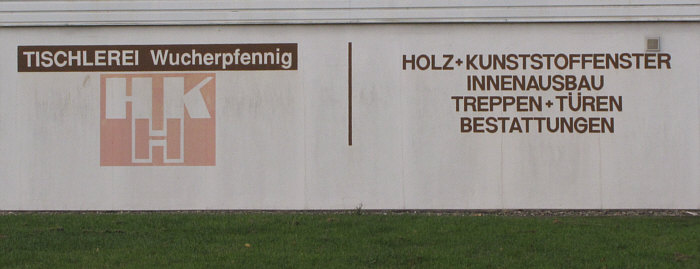 TISCHLEREI Wucherpfennig
HHK
H
HOLZ+KUNSTSTOFFENSTER
INNENAUSBAU
TREPPEN+TÜREN
BESTATTUNGEN